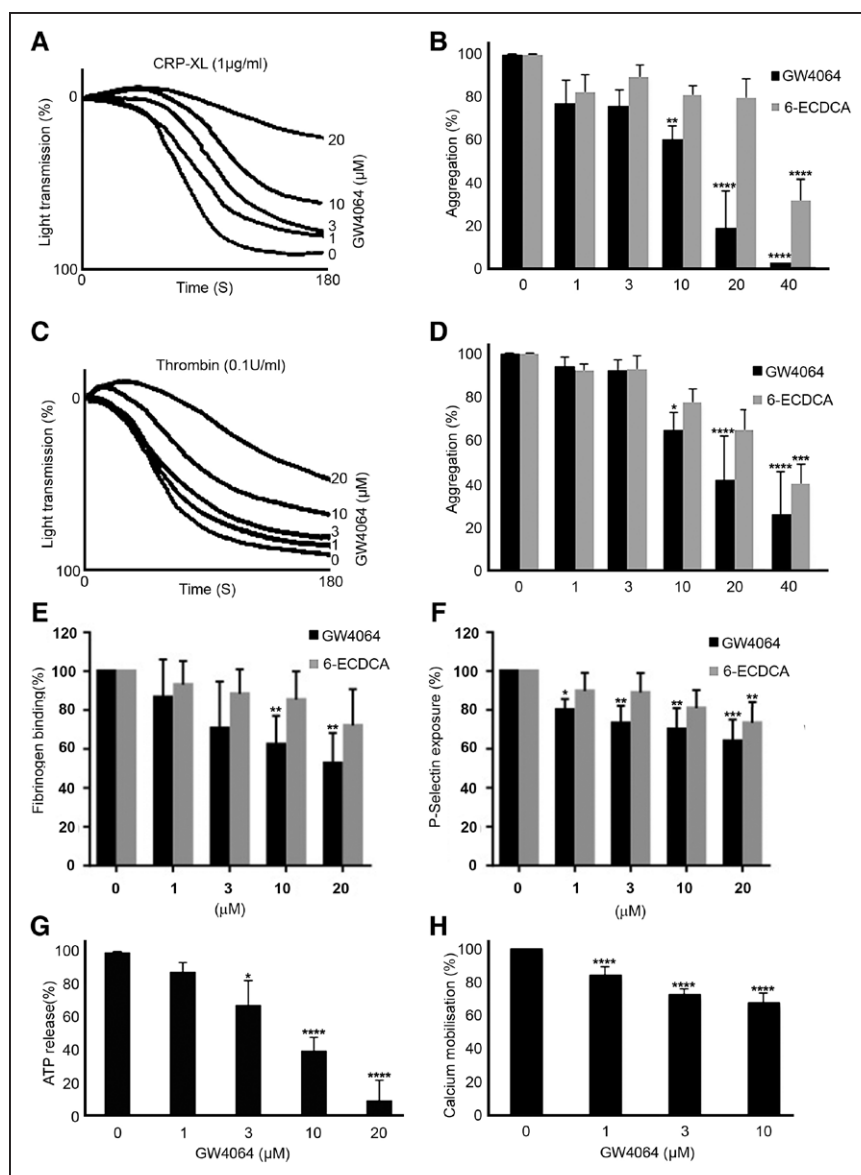 A
CRP-XL (1µg/ml)
0
Light transmission (%)
100
0
Time (S)
180
20
10
3
1
0
GW4064 (µM)
B
100
80
60
40
20
0
Aggregation (%)
GW4064
6-ECDCA
**
****
****
****
0 1 3 10 20 40
C
Thrombin (0.1U/ml)
0
Light transmission (%)
100
0
Time (S)
180
20
10
3
1
0
GW4064 (µM)
D
100
80
60
40
20
0
Aggregation (%)
GW4064
6-ECDCA
*
****
****
***
0 1 3 10 20 40
E
120
100
80
60
40
20
0
Fibrinogen binding(%)
GW4064
6-ECDCA
**
**
0 1 3 10 20
(µM)
F
120
100
80
60
40
20
0
P-Selectin exposure (%)
GW4064
6-ECDCA
*
**
**
***
**
0 1 3 10 20
(µM)
G
100
80
60
40
20
0
ATP release(%)
*
****
****
0 1 3 10 20
GW4064 (µM)
H
100
80
60
40
20
0
Calcium mobilisation (%)
****
****
****
0 1 3 10
GW4064 (µM)